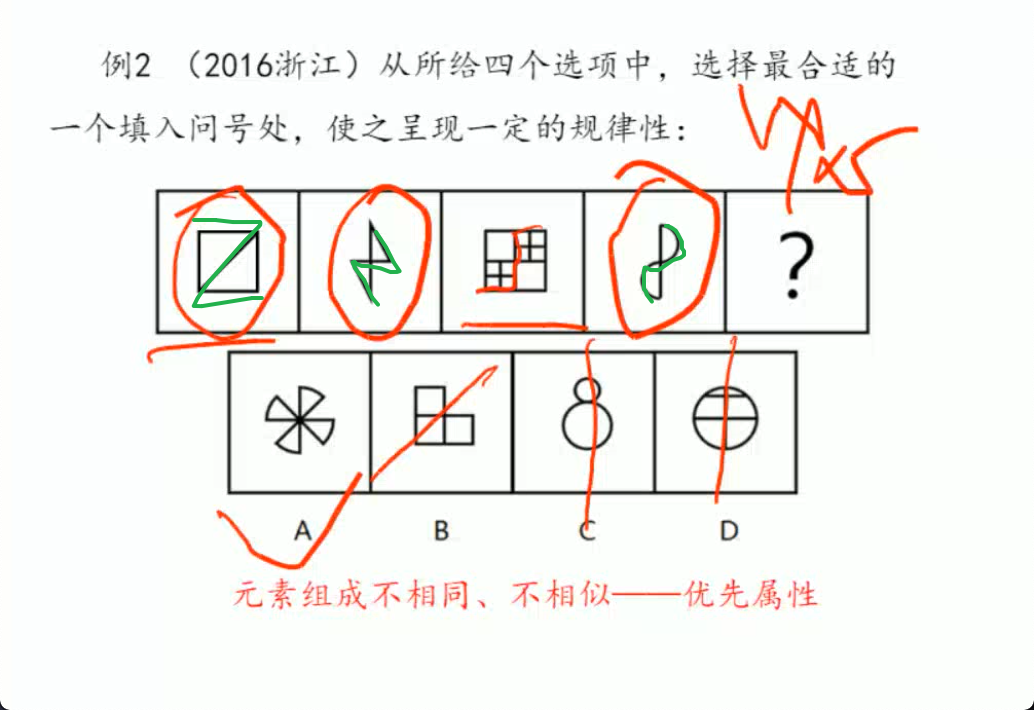 例2 （2016浙江）从所给四个选项中，选择最合适的
一个填入问号处，使之呈现一定的规律性：
?
A B C D
元素组成不相同、不相似——优先属性